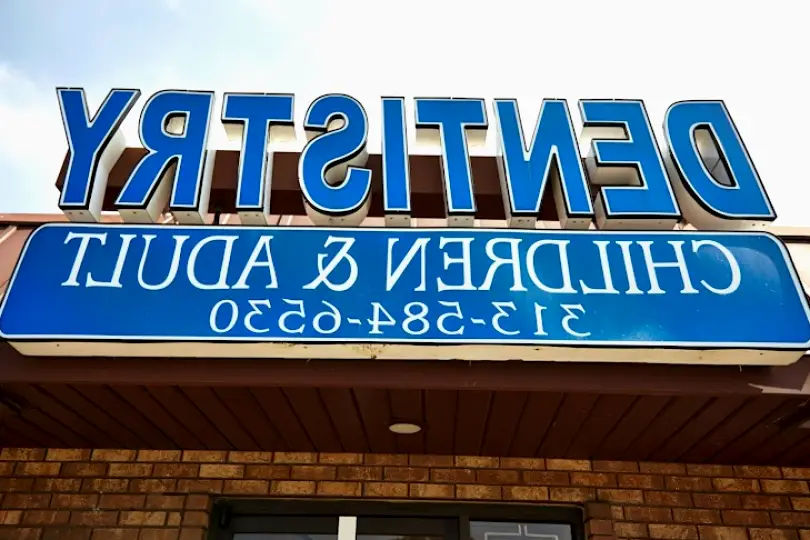 DENTISTRY
CHILDREN & ADULT
313-584-6530